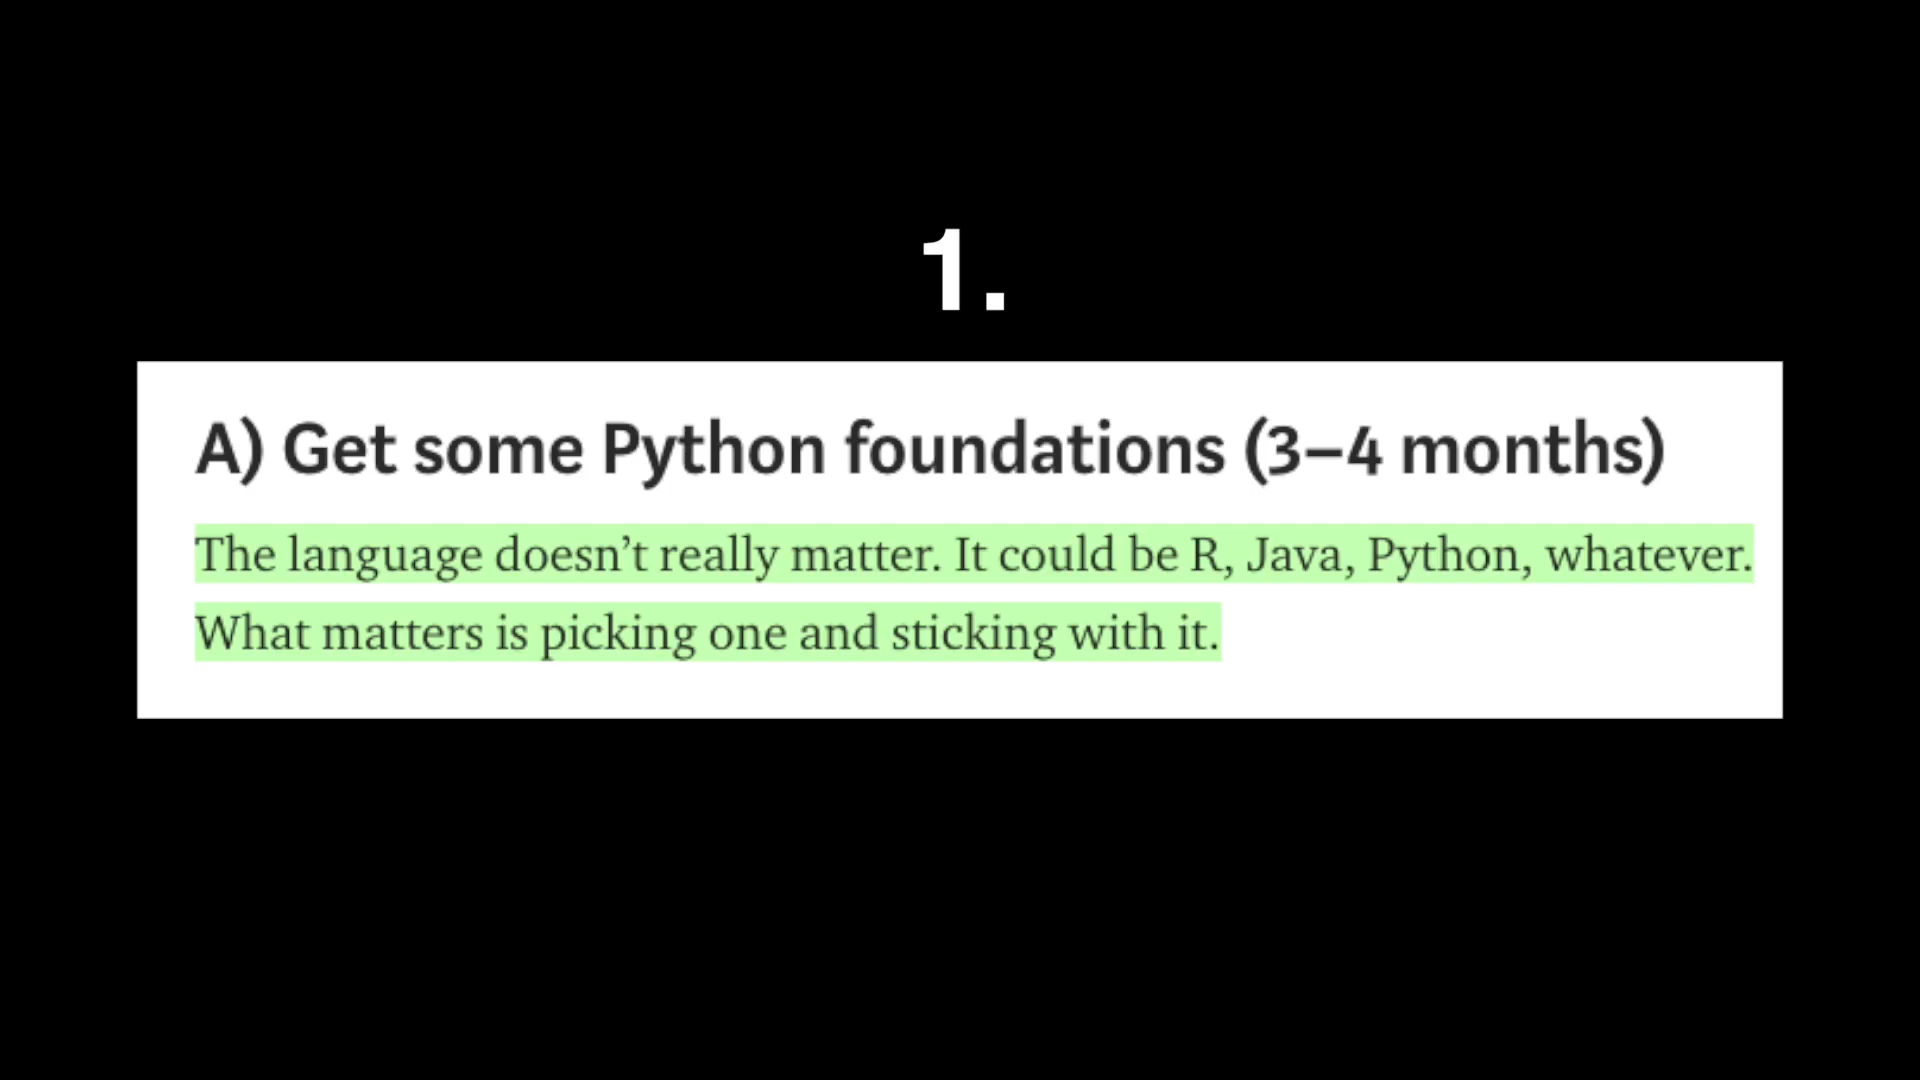 1.
A) Get some Python foundations (3–4 months)
The language doesn’t really matter. It could be R, Java, Python, whatever.
What matters is picking one and sticking with it.